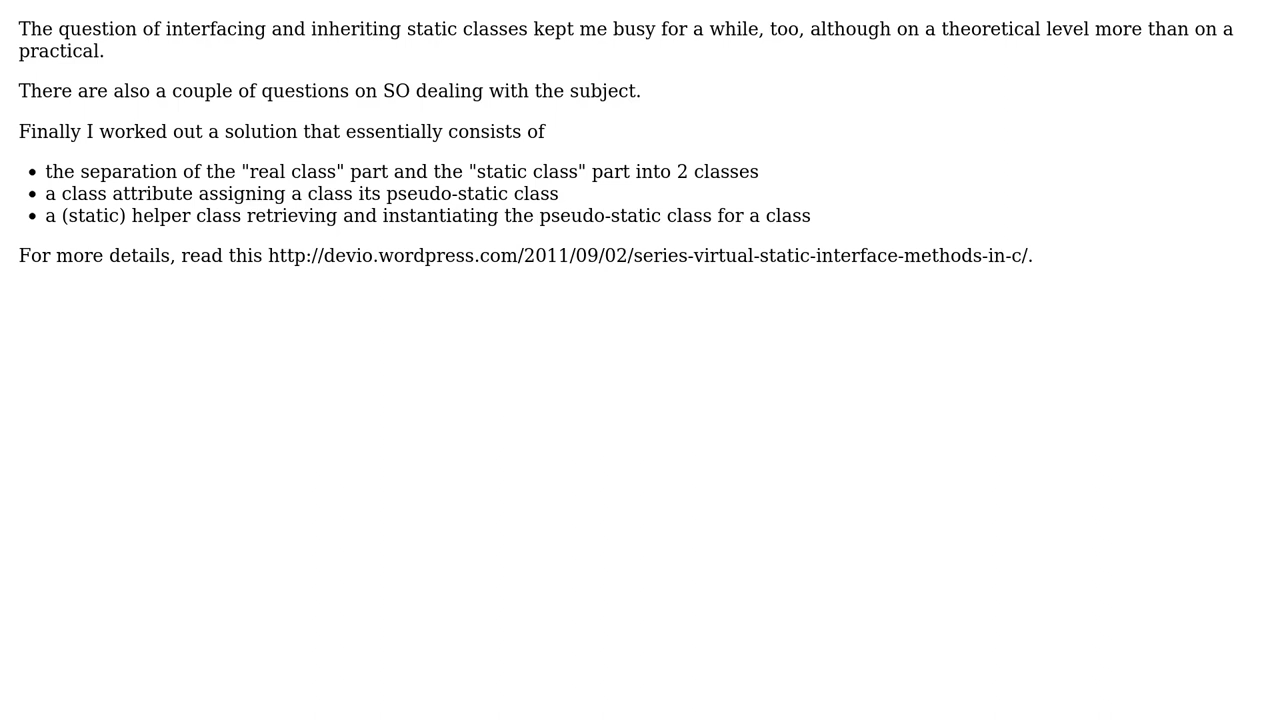 The question of interfacing and inheriting static classes kept me busy for a while, too, although on a theoretical level more than on a
practical.
There are also a couple of questions on SO dealing with the subject.
Finally I worked out a solution that essentially consists of
• the separation of the "real class" part and the "static class" part into 2 classes
• a class attribute assigning a class its pseudo-static class
• a (static) helper class retrieving and instantiating the pseudo-static class for a class
For more details, read this http://devio.wordpress.com/2011/09/02/series-virtual-static-interface-methods-in-c/.